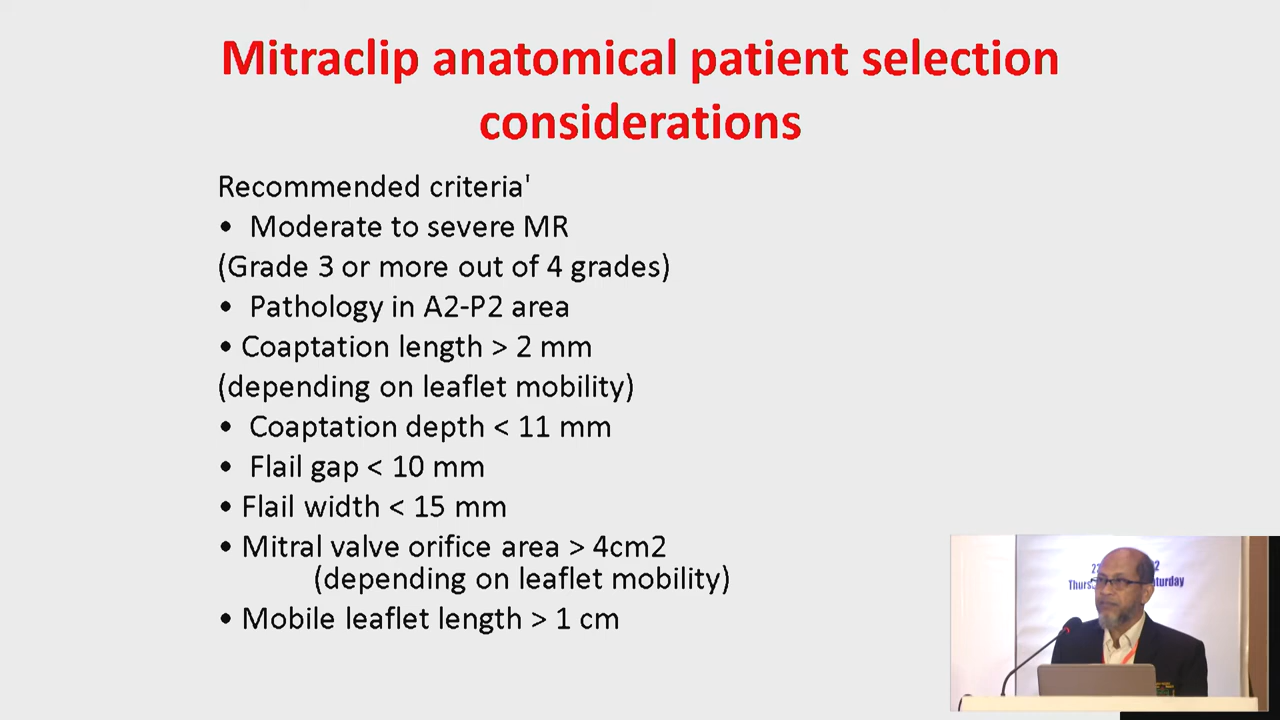 Mitraclip anatomical patient selection
considerations
Recommended criteria'
• Moderate to severe MR
(Grade 3 or more out of 4 grades)
• Pathology in A2-P2 area
• Coaptation length > 2 mm
(depending on leaflet mobility)
• Coaptation depth < 11 mm
• Flail gap < 10 mm
• Flail width < 15 mm
• Mitral valve orifice area > 4cm2
(depending on leaflet mobility)
• Mobile leaflet length > 1 cm